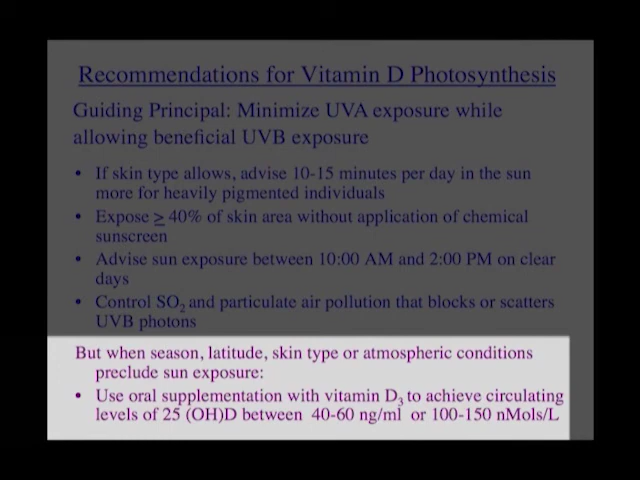 Recommendations for Vitamin D Photosynthesis
Guiding Principal: Minimize UVA exposure while
allowing beneficial UVB exposure
• If skin type allows, advise 10-15 minutes per day in the sun
more for heavily pigmented individuals
• Expose ≥ 40% of skin area without application of chemical
sunscreen
• Advise sun exposure between 10:00 AM and 2:00 PM on clear
days
• Control SO₂ and particulate air pollution that blocks or scatters
UVB photons
But when season, latitude, skin type or atmospheric conditions
preclude sun exposure:
• Use oral supplementation with vitamin D₃ to achieve circulating
levels of 25 (OH)D between 40-60 ng/ml or 100-150 nMols/L